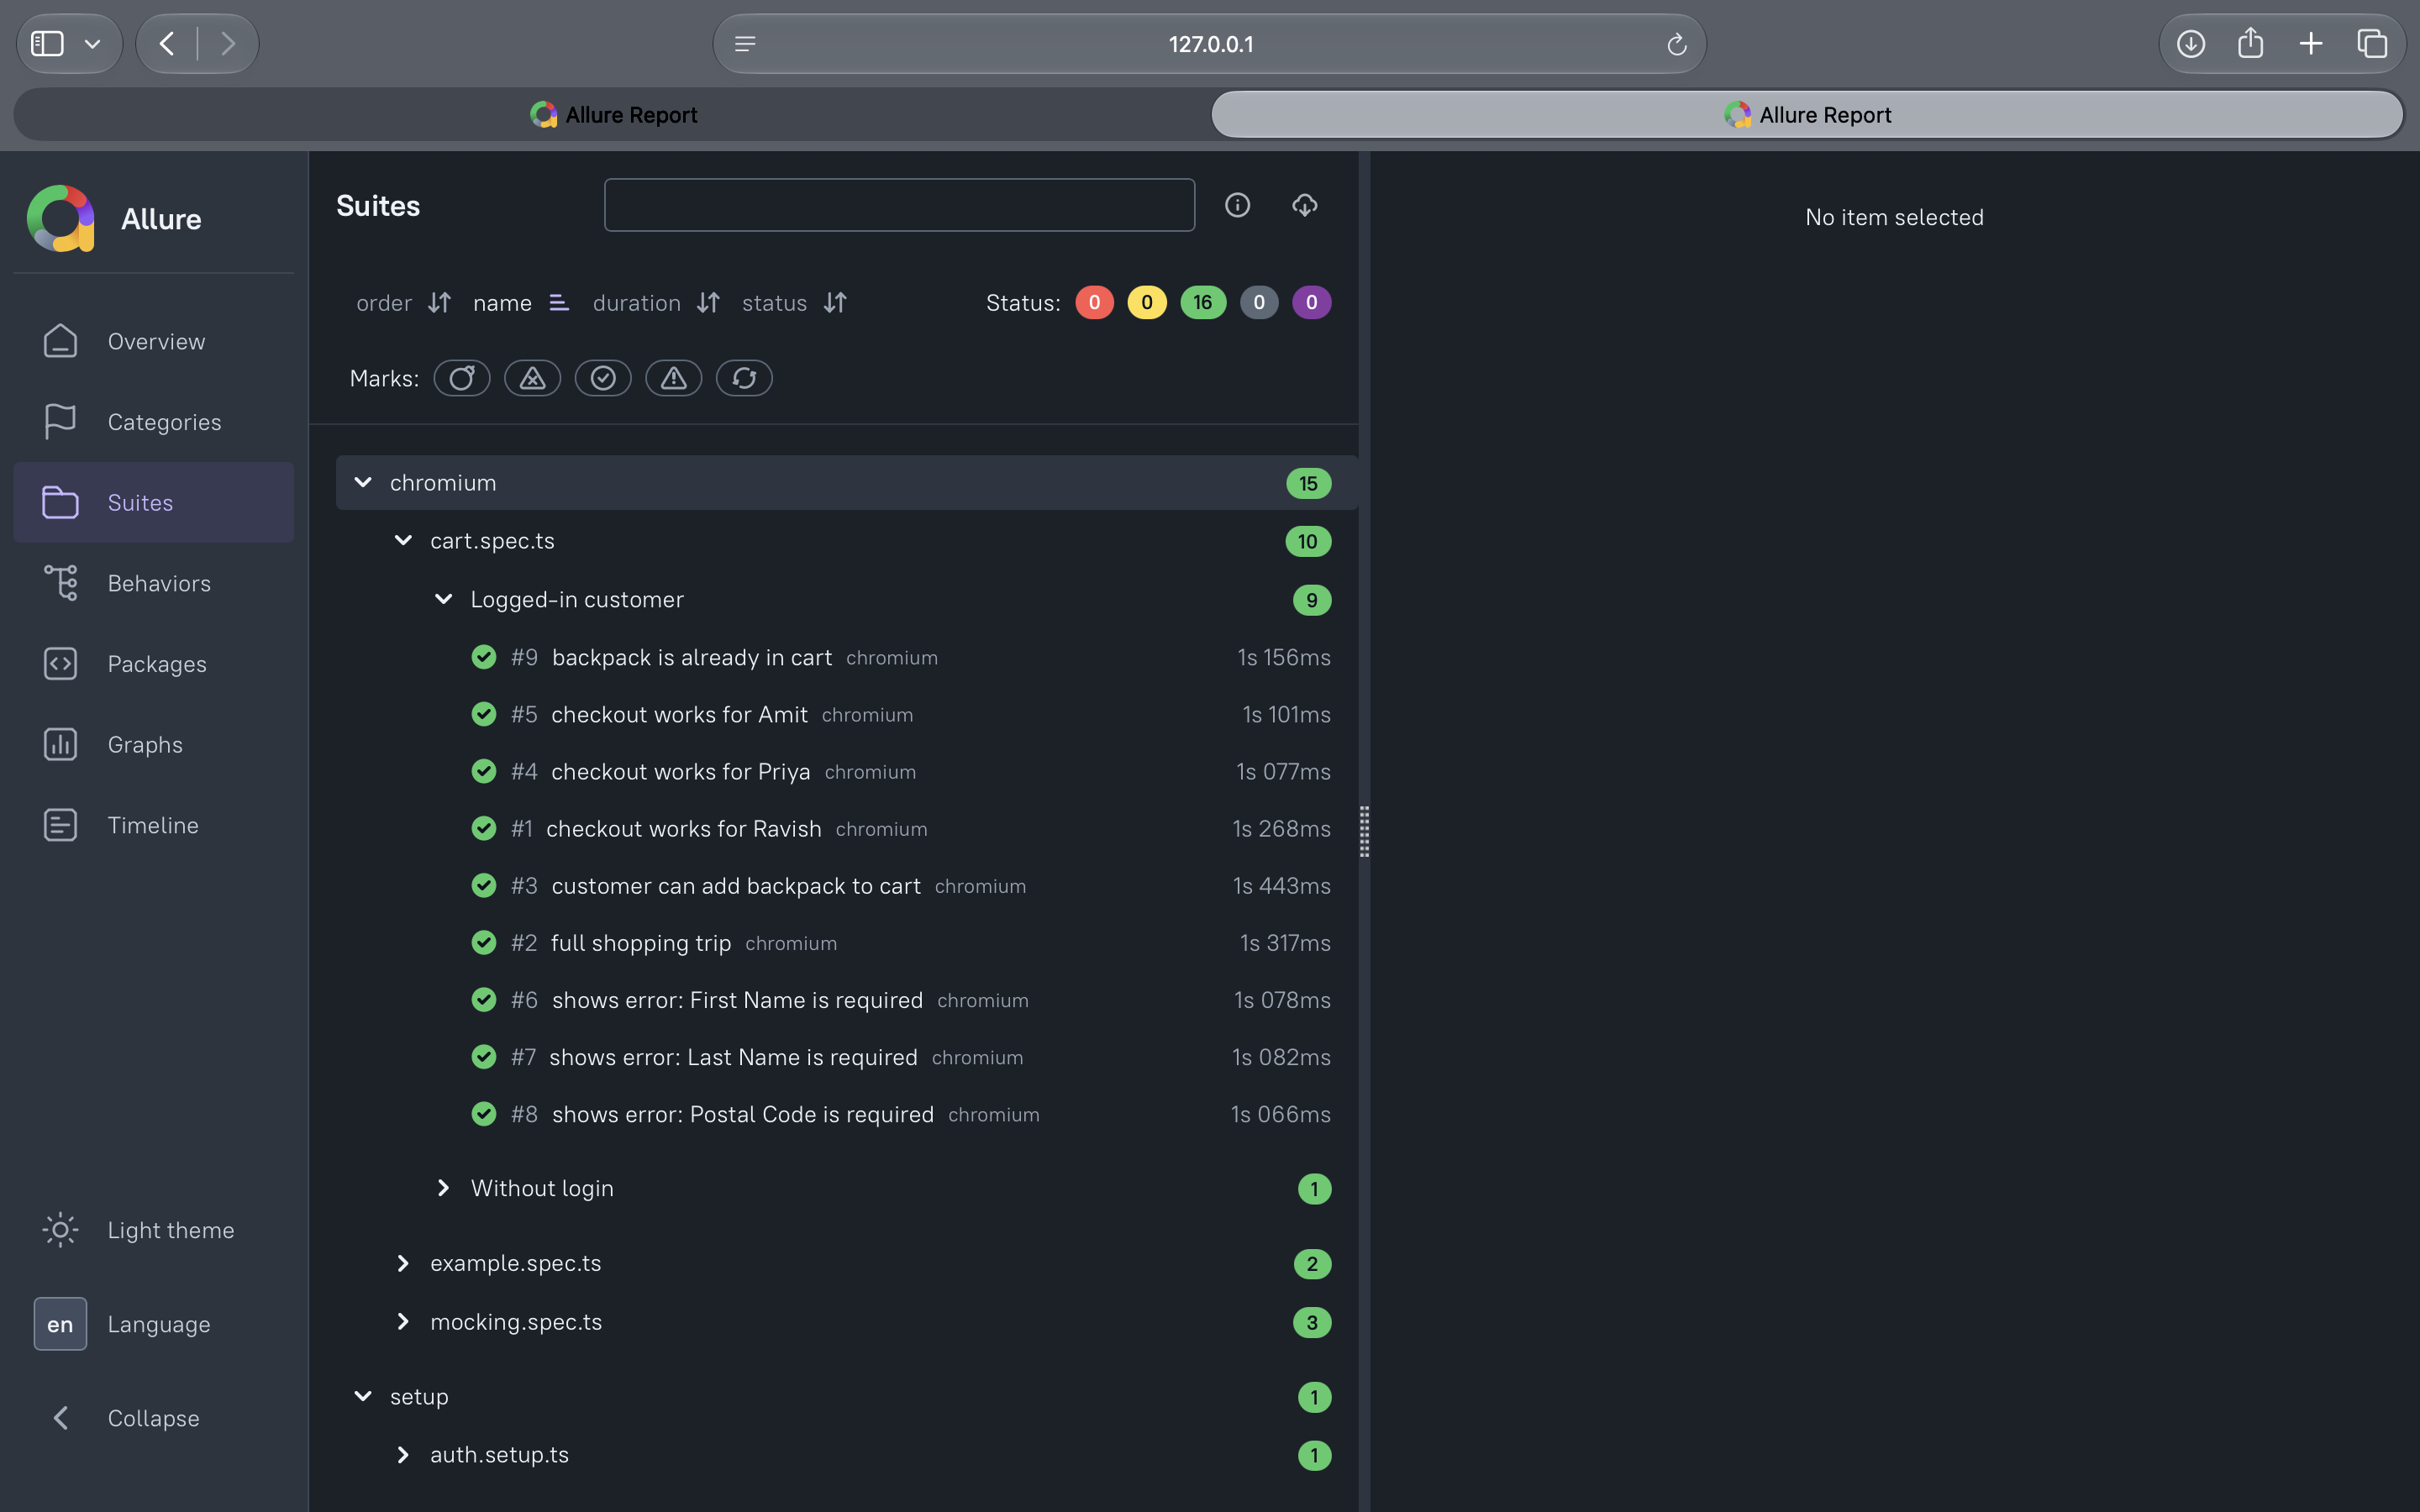 127.0.0.1
Allure Report
Allure Report
Allure
Overview
Categories
Suites
Behaviors
Packages
Graphs
Timeline
Light theme
en Language
Collapse
Suites
order name duration status Status: 0 0 16 0 0
Marks:
chromium 15
cart.spec.ts 10
Logged-in customer 9
#9 backpack is already in cart chromium 1s 156ms
#5 checkout works for Amit chromium 1s 101ms
#4 checkout works for Priya chromium 1s 077ms
#1 checkout works for Ravish chromium 1s 268ms
#3 customer can add backpack to cart chromium 1s 443ms
#2 full shopping trip chromium 1s 317ms
#6 shows error: First Name is required chromium 1s 078ms
#7 shows error: Last Name is required chromium 1s 082ms
#8 shows error: Postal Code is required chromium 1s 066ms
Without login 1
example.spec.ts 2
mocking.spec.ts 3
setup 1
auth.setup.ts 1
No item selected